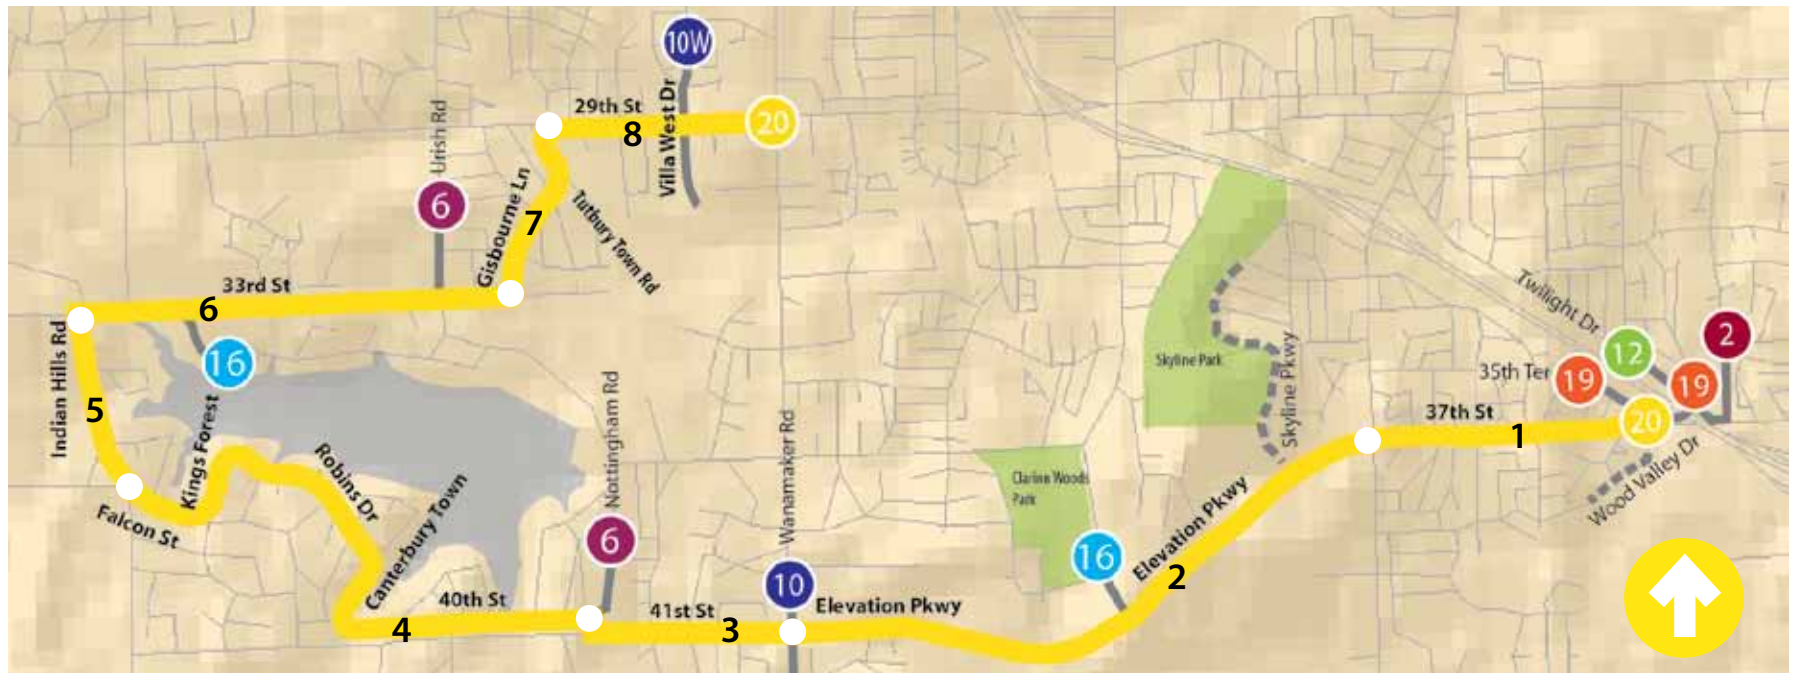 10W
29th St
8
20
Villa West Dr
Urish Rd
6
Gisbourne Ln
7
Tutbury Town Rd
33rd St
6
Indian Hills Rd
16
5
Kings Forest
Falcon St
Robins Dr
Canterbury Town
40th St
4
Nottingham Rd
6
41st St
3
Wanamaker Rd
10
Elevation Pkwy
Clarion Woods
Park
16
Elevation Pkwy
2
Skyline Park
Skyline Pkwy
37th St
1
Twilight Dr
35th Ter
19
12
19
2
20
Wood Valley Dr